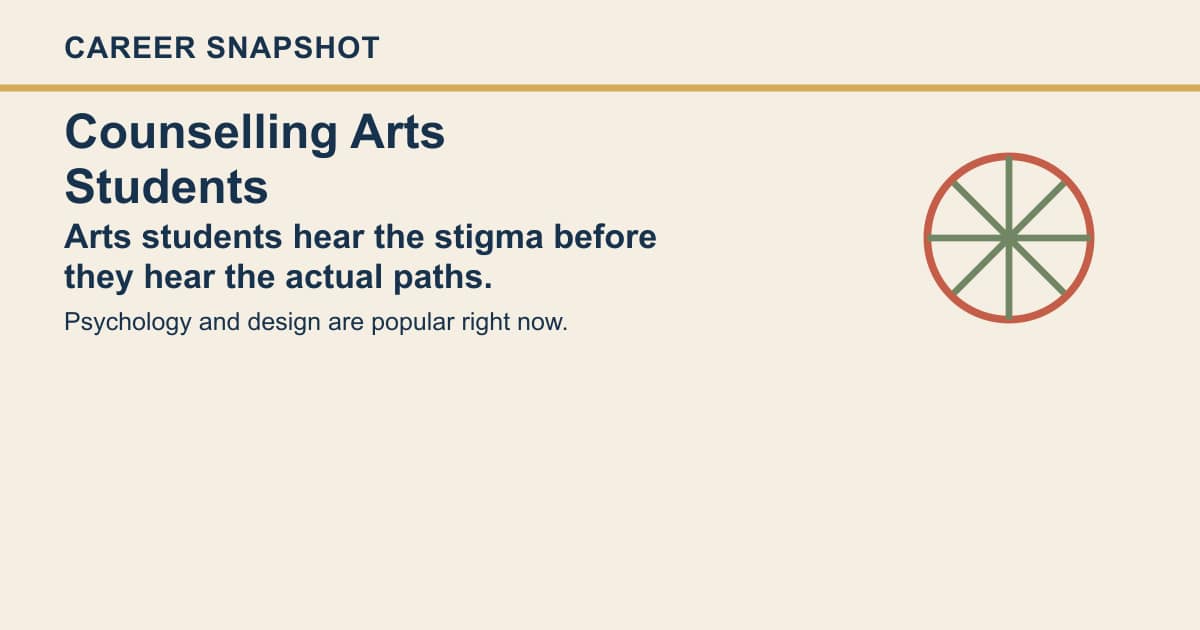 CAREER SNAPSHOT
Counselling Arts
Students
Arts students hear the stigma before
they hear the actual paths.
Psychology and design are popular right now.